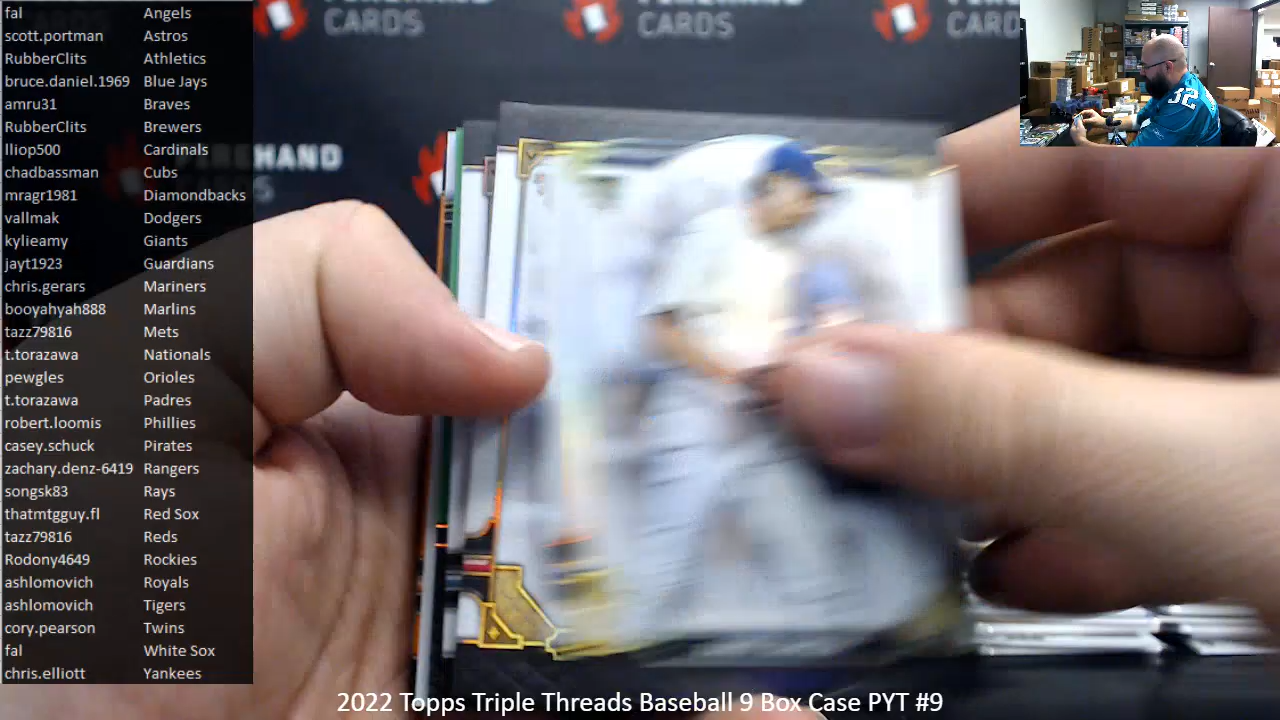 fal Angels
scott.portman Astros
RubberClits Athletics
bruce.daniel.1969 Blue Jays
amru31 Braves
RubberClits Brewers
lliop500 Cardinals
chadbassman Cubs
mragr1981 Diamondbacks
vallmak Dodgers
kylieamy Giants
jayt1923 Guardians
chris.gerars Mariners
booyahyah888 Marlins
tazz79816 Mets
t.torazawa Nationals
pewgles Orioles
t.torazawa Padres
robert.loomis Phillies
casey.schuck Pirates
zachary.denz-6419 Rangers
songsk83 Rays
thatmtgguy.fl Red Sox
tazz79816 Reds
Rodony4649 Rockies
ashlomovich Royals
ashlomovich Tigers
cory.pearson Twins
fal White Sox
chris.elliott Yankees
CARDS
CARDS
CARD
FIREHAND
CARDS
32
2022 Topps Triple Threads Baseball 9 Box Case PYT #9